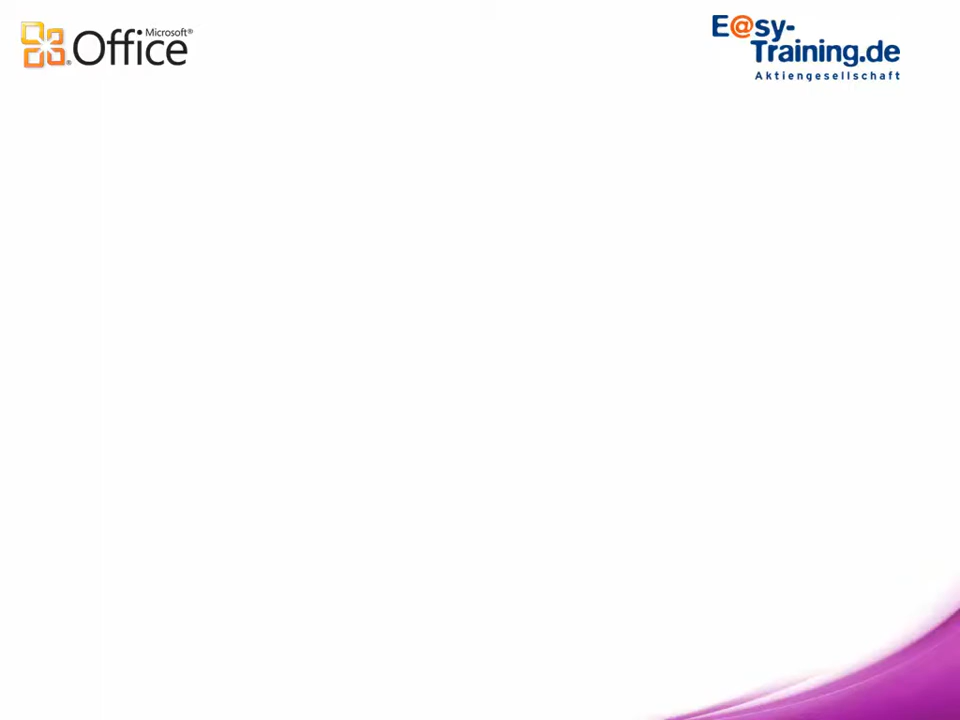 Microsoft®
Office
E@sy-
Training.de
Aktiengesellschaft